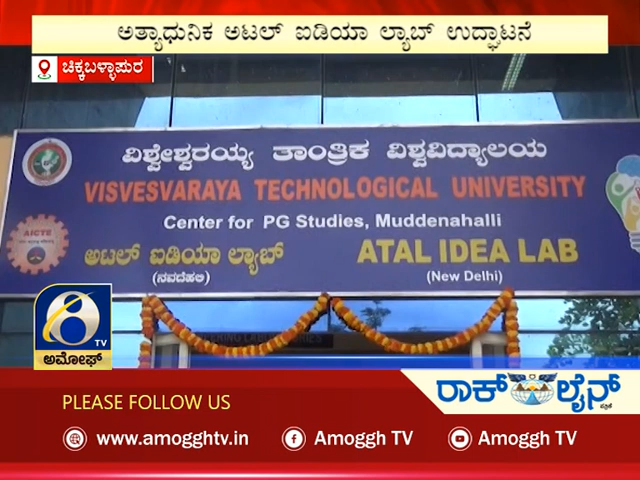 ಅತ್ಯಾಧುನಿಕ ಅಟಲ್ ಐಡಿಯಾ ಲ್ಯಾಬ್ ಉದ್ಘಾಟನೆ
ಚಿಕ್ಕಬಳ್ಳಾಪುರ
ವಿಶ್ವೇಶ್ವರಯ್ಯ ತಾಂತ್ರಿಕ ವಿಶ್ವವಿದ್ಯಾಲಯ
VISVESVARAYA TECHNOLOGICAL UNIVERSITY
Center for PG Studies, Muddenahalli
AICTE
ಅಟಲ್ ಐಡಿಯಾ ಲ್ಯಾಬ್ ATAL IDEA LAB
(ನವದೆಹಲಿ) (New Delhi)
TV
ಅಮೋಘ್
ರಾಕ್ ಲೈನ್
PLEASE FOLLOW US
www.amogghtv.in Amoggh TV Amoggh TV